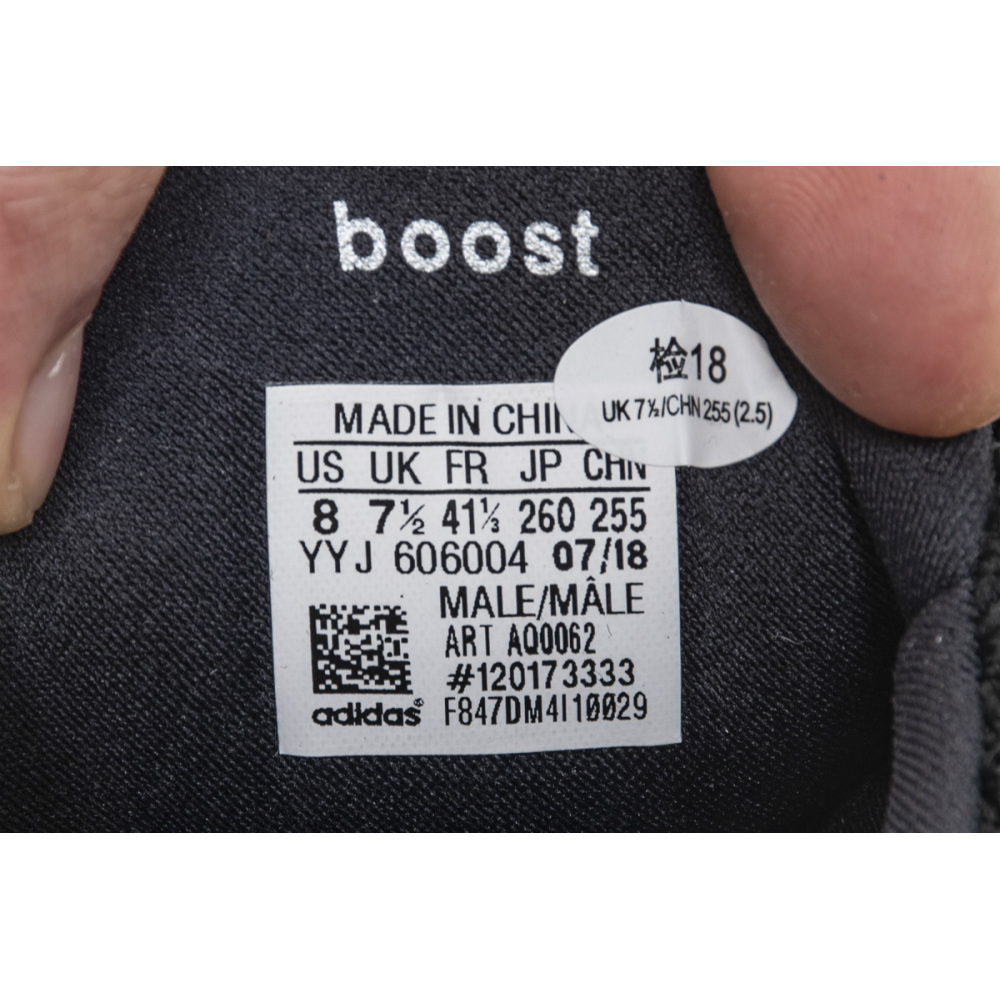 boost
检18
UK 7½/CHN 255 (2.5)
MADE IN CHINA
US UK FR JP CHN
8 7½ 41⅓ 260 255
YYJ 606004 07/18
MALE/MÂLE
ART AQ0062
#120173333
adidas® F847DM4I10029